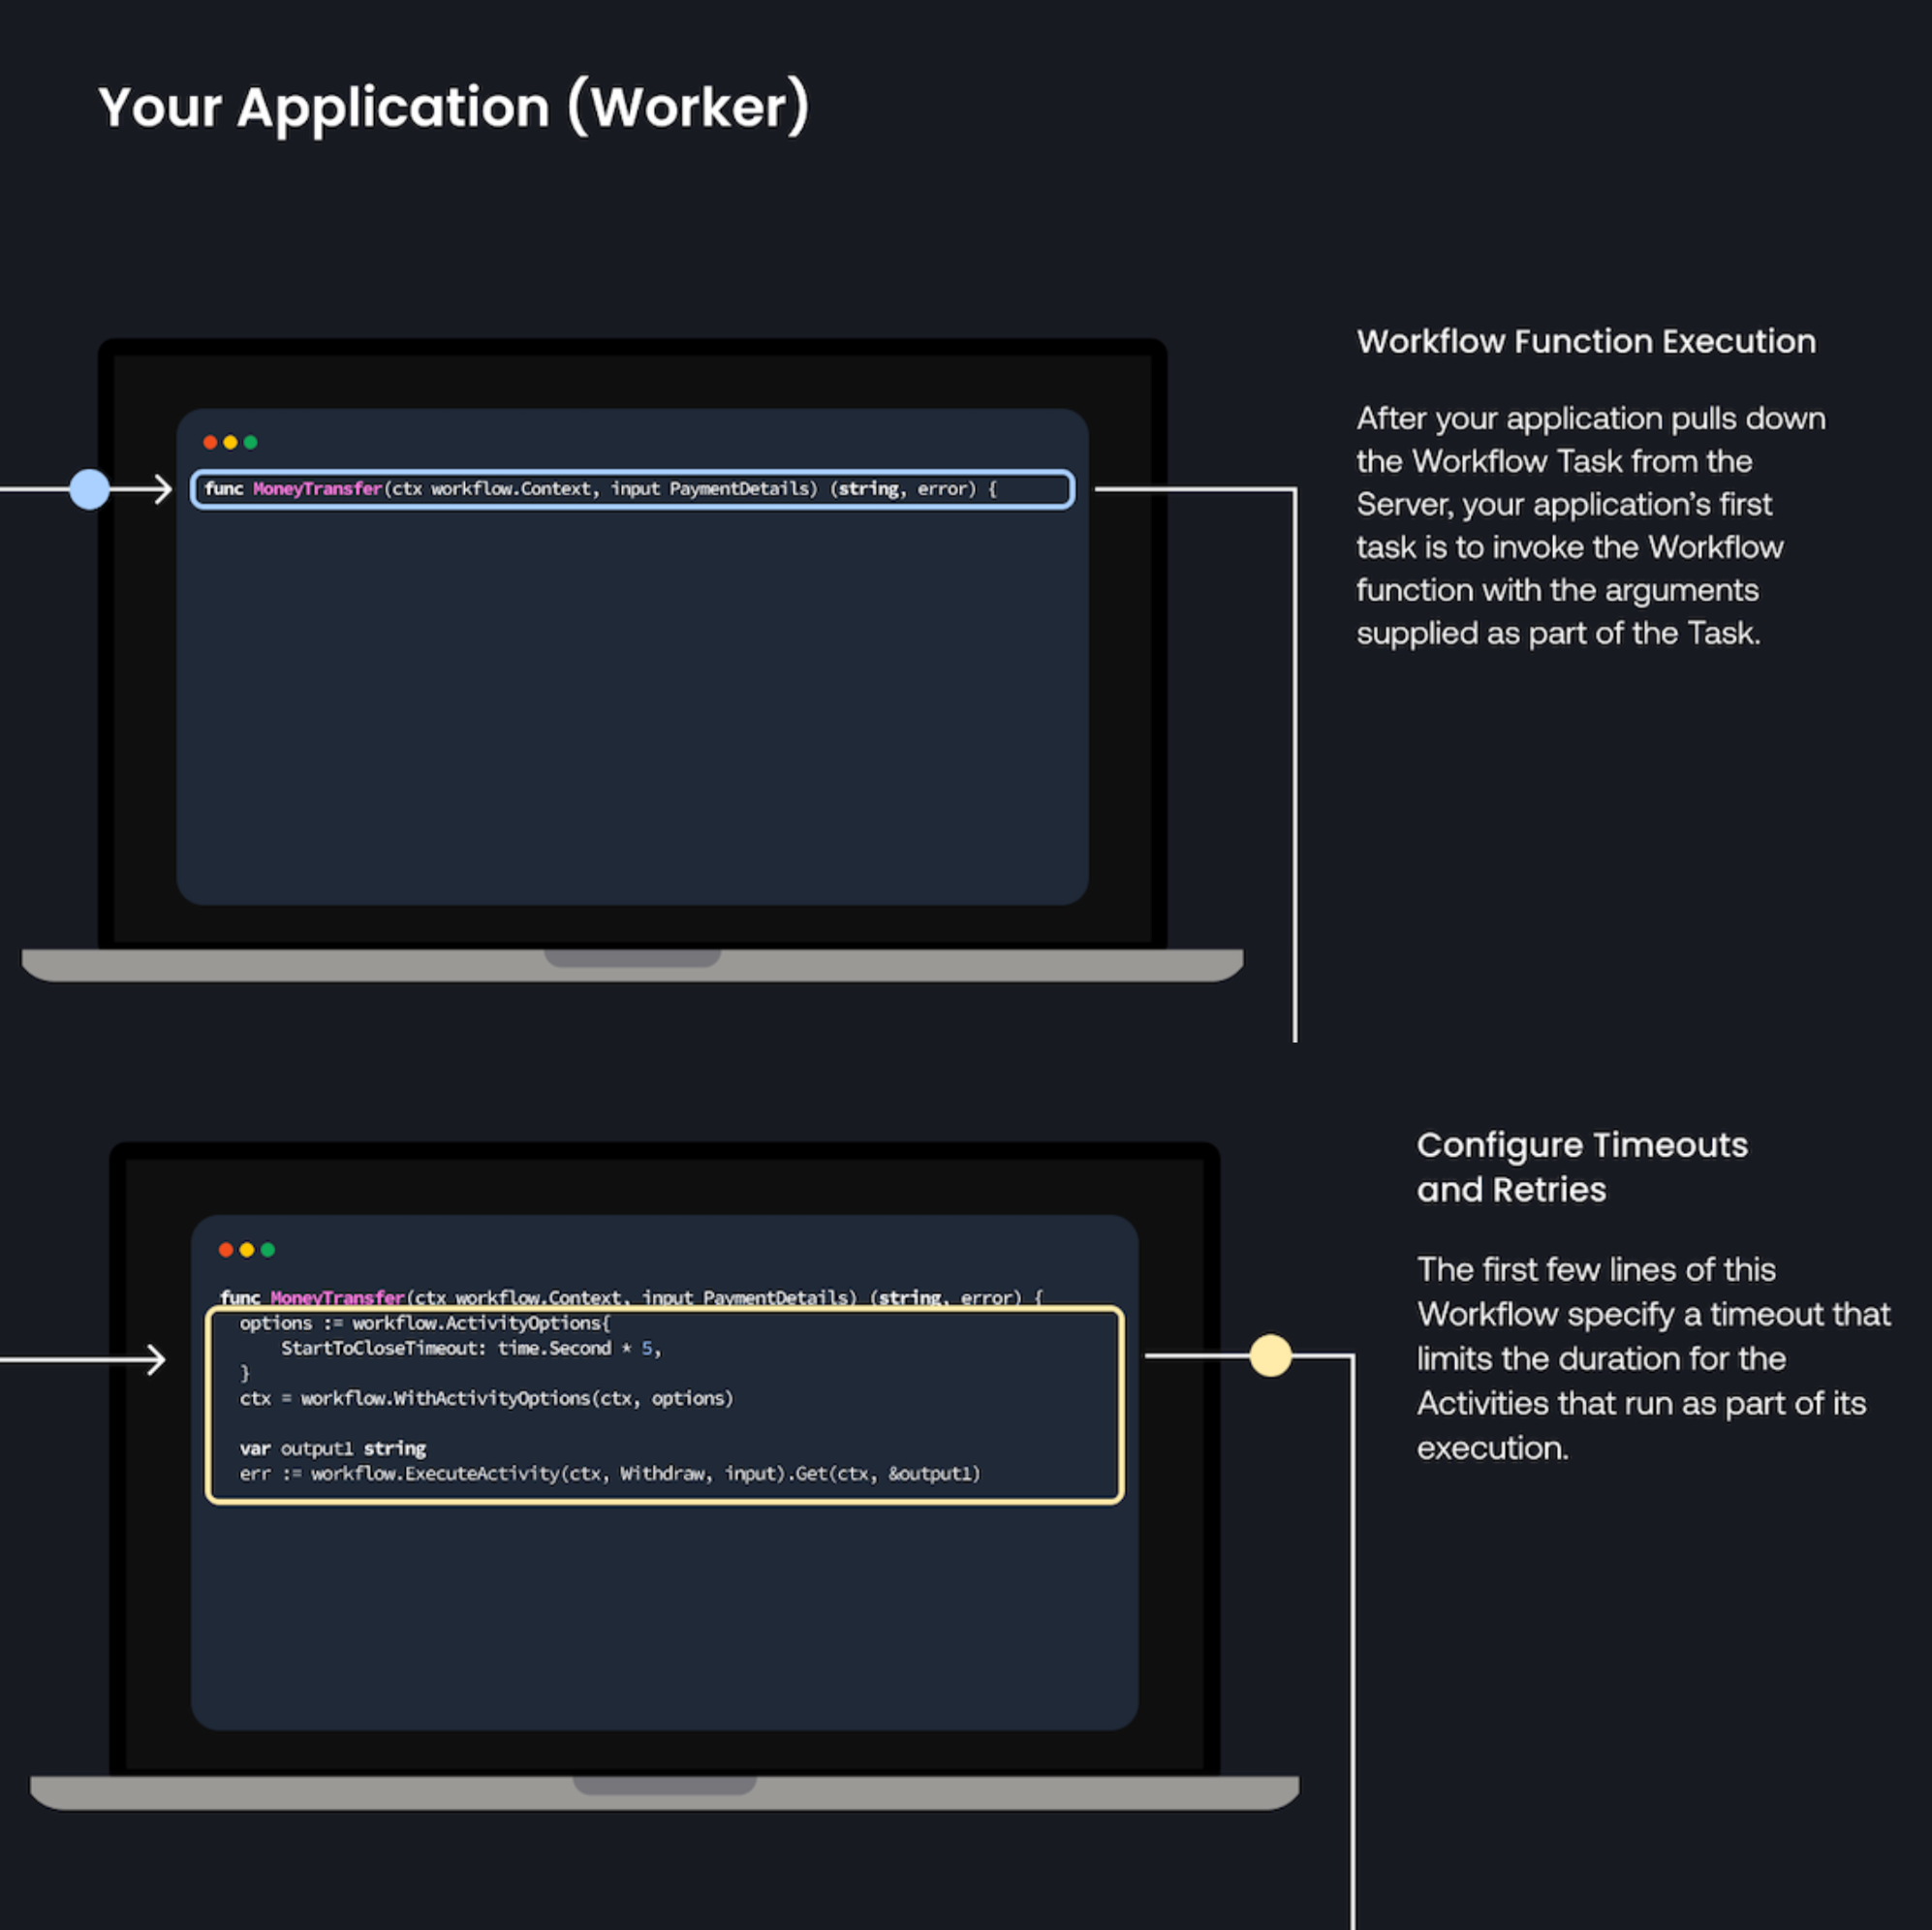 Your Application (Worker)
func MoneyTransfer(ctx workflow.Context, input PaymentDetails) (string, error) {
Workflow Function Execution
After your application pulls down
the Workflow Task from the
Server, your application’s first
task is to invoke the Workflow
function with the arguments
supplied as part of the Task.
func MoneyTransfer(ctx workflow.Context, input PaymentDetails) (string, error) {
options := workflow.ActivityOptions{
StartToCloseTimeout: time.Second * 5,
}
ctx = workflow.WithActivityOptions(ctx, options)
var output1 string
err := workflow.ExecuteActivity(ctx, Withdraw, input).Get(ctx, &output1)
Configure Timeouts
and Retries
The first few lines of this
Workflow specify a timeout that
limits the duration for the
Activities that run as part of its
execution.